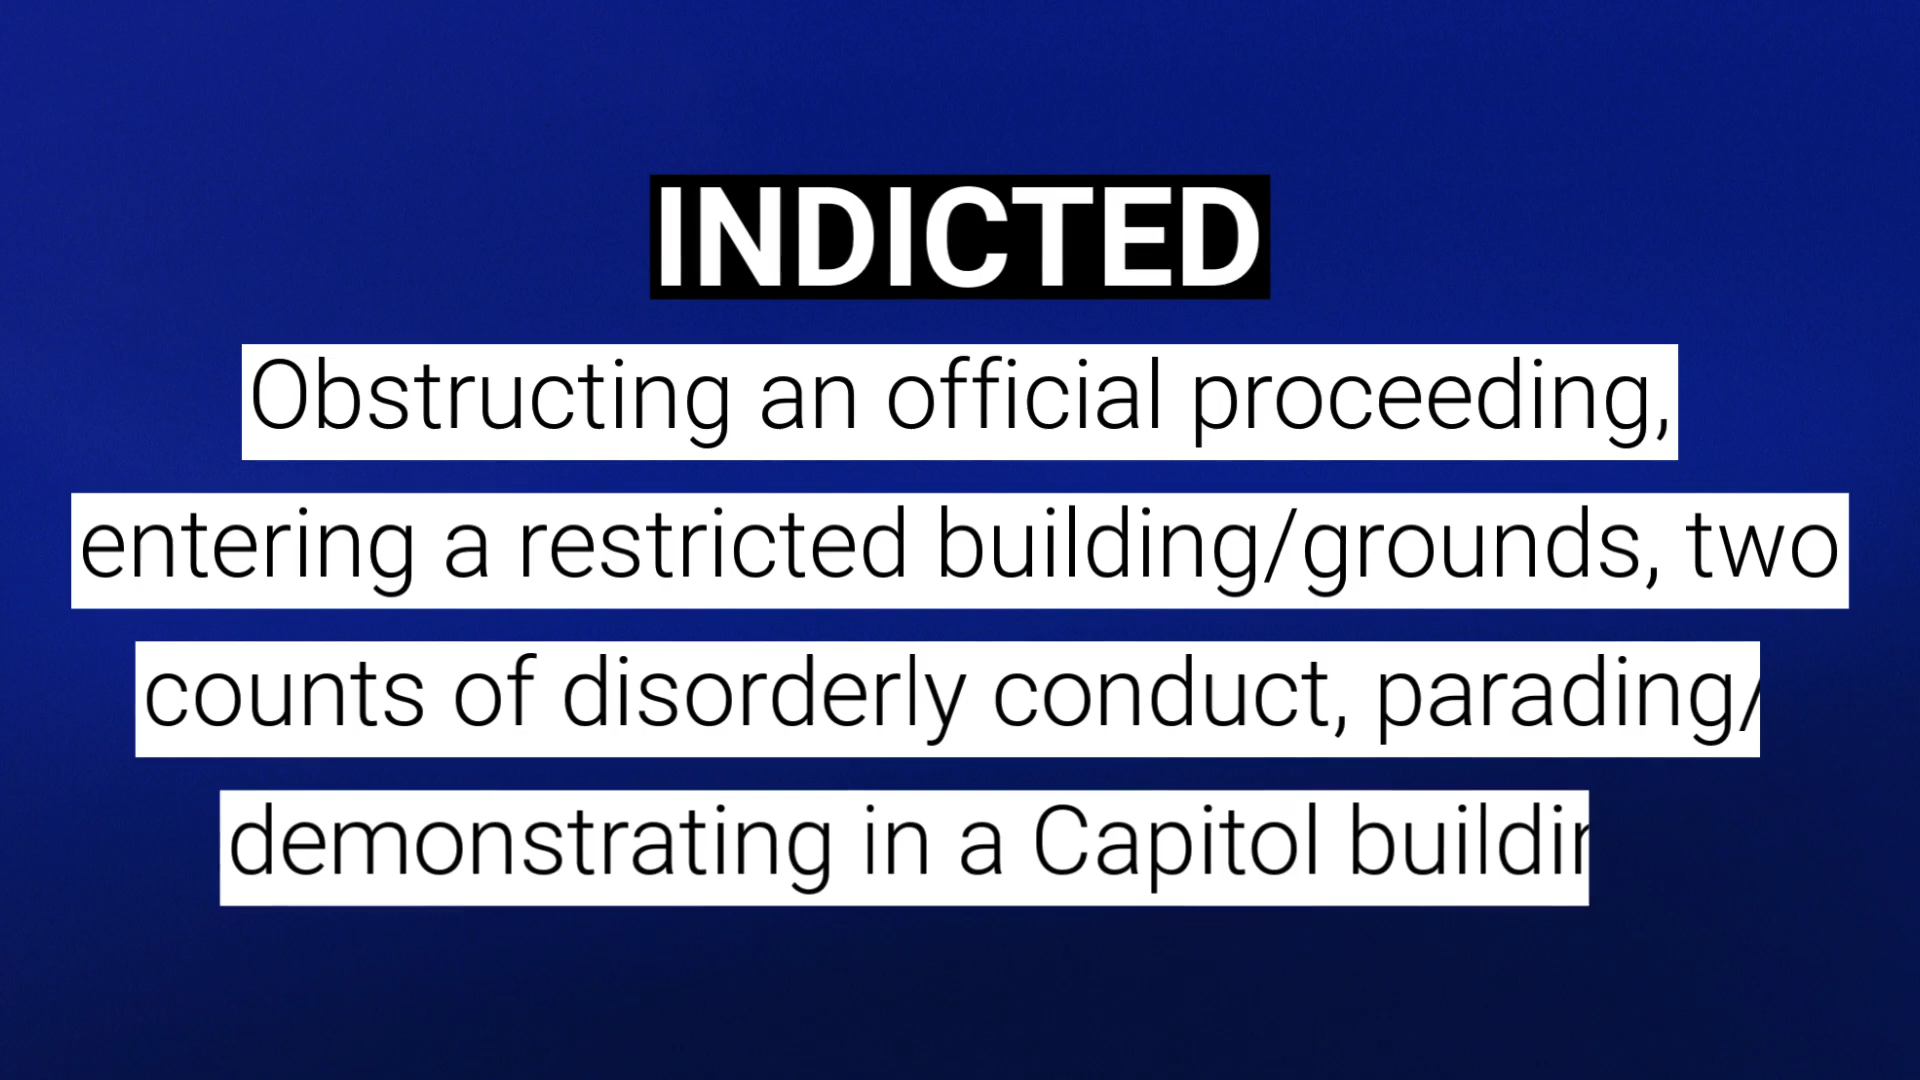 INDICTED
Obstructing an official proceeding,
entering a restricted building/grounds, two
counts of disorderly conduct, parading/
demonstrating in a Capitol